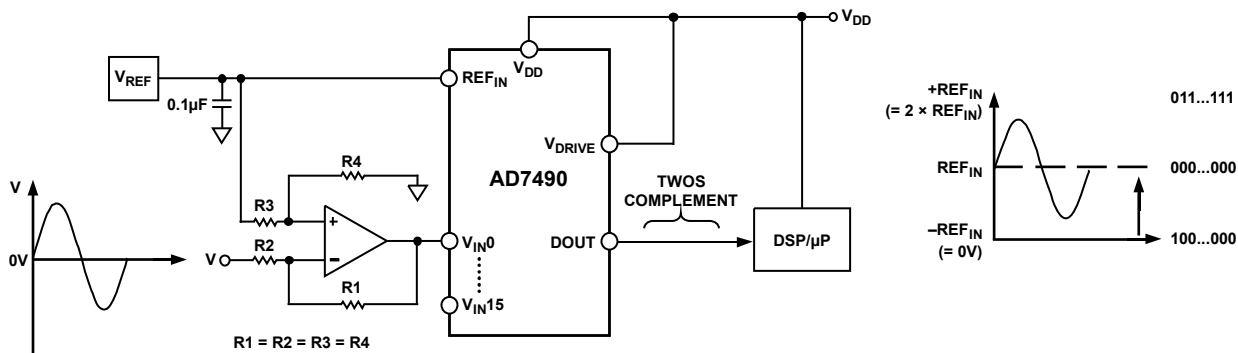 V_DD
V_REF
0.1µF
REF_IN
V_DD
V_DRIVE
AD7490
R4
R3
+
R2
V
−
R1
V_IN0
V_IN15
DOUT
TWOS
COMPLEMENT
DSP/µP
V
0V
R1 = R2 = R3 = R4
+REF_IN
(= 2 × REF_IN)
011...111
REF_IN
000...000
−REF_IN
(= 0V)
100...000